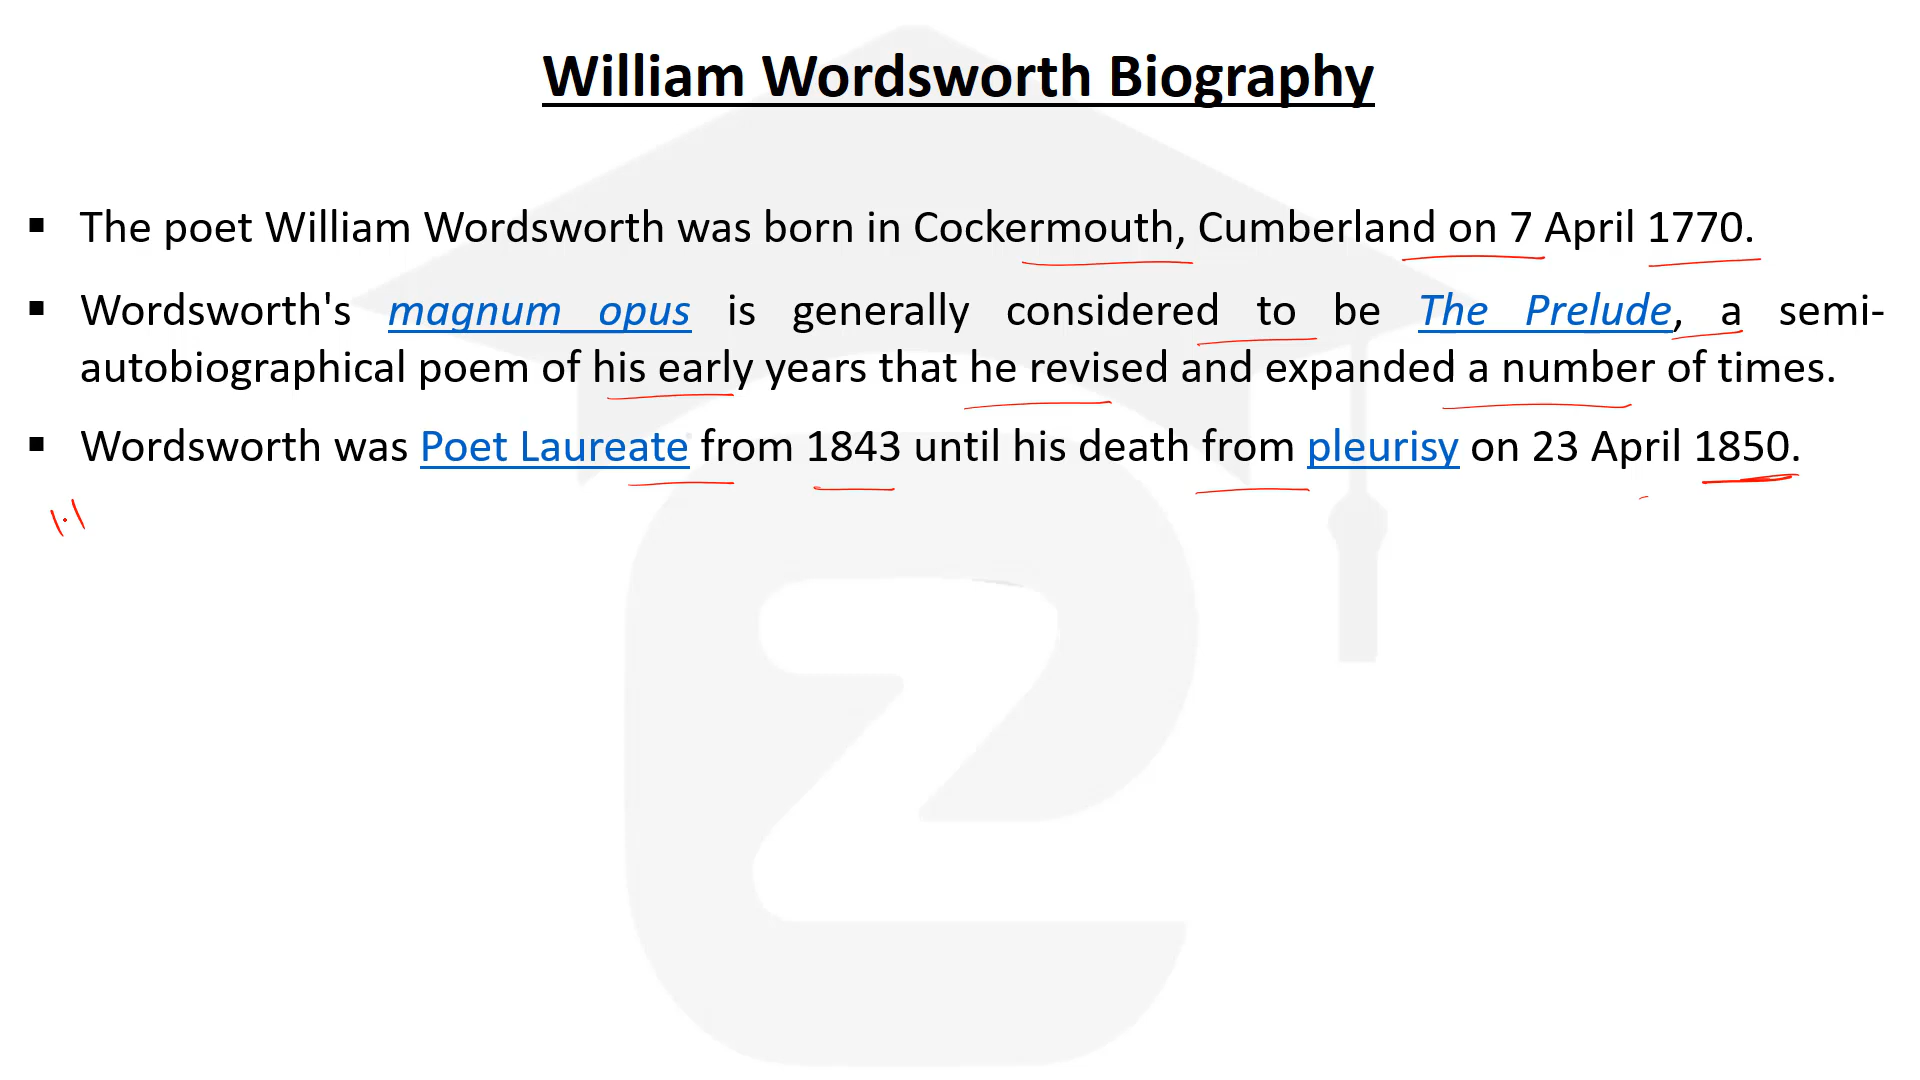 William Wordsworth Biography
▪ The poet William Wordsworth was born in Cockermouth, Cumberland on 7 April 1770.
▪ Wordsworth's magnum opus is generally considered to be The Prelude, a semi-
autobiographical poem of his early years that he revised and expanded a number of times.
▪ Wordsworth was Poet Laureate from 1843 until his death from pleurisy on 23 April 1850.